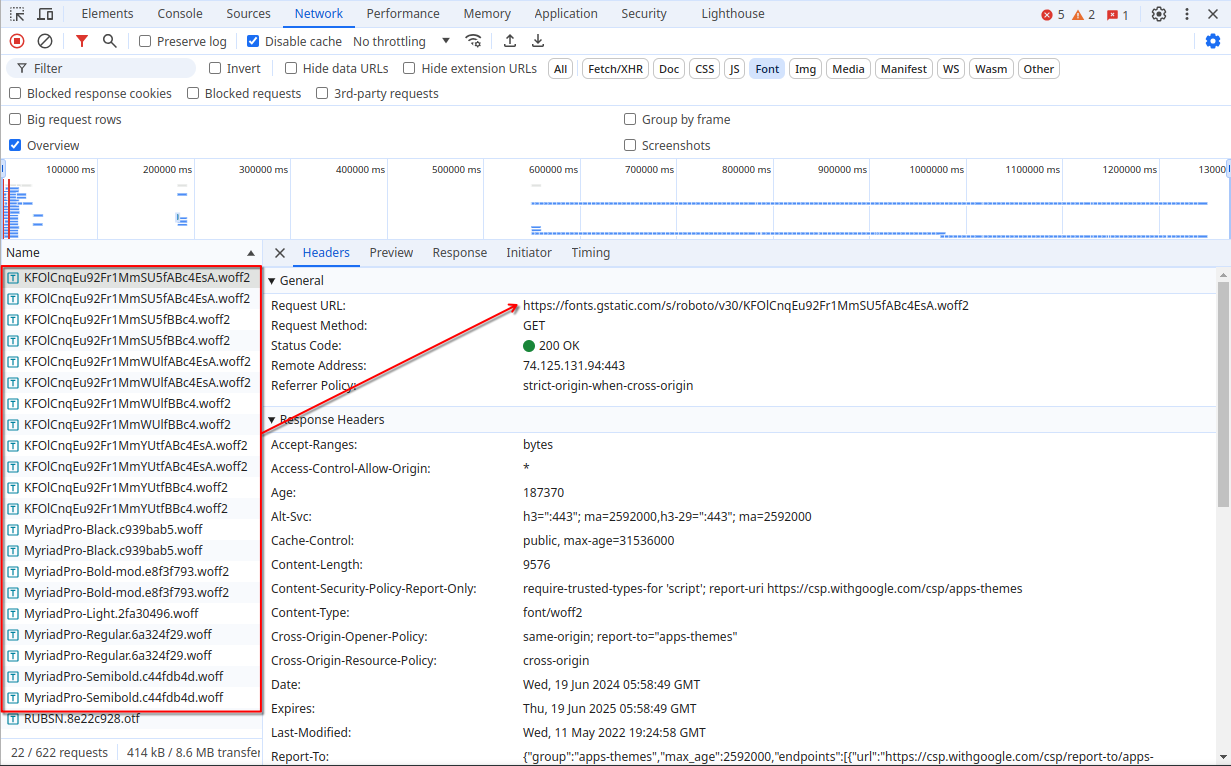 Elements Console Sources Network Performance Memory Application Security Lighthouse 5 2 1
Preserve log Disable cache No throttling
Filter Invert Hide data URLs Hide extension URLs All Fetch/XHR Doc CSS JS Font Img Media Manifest WS Wasm Other
Blocked response cookies Blocked requests 3rd-party requests
Big request rows Group by frame
Overview Screenshots
100000 ms 200000 ms 300000 ms 400000 ms 500000 ms 600000 ms 700000 ms 800000 ms 900000 ms 1000000 ms 1100000 ms 1200000 ms 13000
Name
KFOlCnqEu92Fr1MmSU5fABc4EsA.woff2
KFOlCnqEu92Fr1MmSU5fABc4EsA.woff2
KFOlCnqEu92Fr1MmSU5fBBc4.woff2
KFOlCnqEu92Fr1MmSU5fBBc4.woff2
KFOlCnqEu92Fr1MmWUlfABc4EsA.woff2
KFOlCnqEu92Fr1MmWUlfABc4EsA.woff2
KFOlCnqEu92Fr1MmWUlfBBc4.woff2
KFOlCnqEu92Fr1MmWUlfBBc4.woff2
KFOlCnqEu92Fr1MmYUtfABc4EsA.woff2
KFOlCnqEu92Fr1MmYUtfABc4EsA.woff2
KFOlCnqEu92Fr1MmYUtfBBc4.woff2
KFOlCnqEu92Fr1MmYUtfBBc4.woff2
MyriadPro-Black.c939bab5.woff
MyriadPro-Black.c939bab5.woff
MyriadPro-Bold-mod.e8f3f793.woff2
MyriadPro-Bold-mod.e8f3f793.woff2
MyriadPro-Light.2fa30496.woff
MyriadPro-Regular.6a324f29.woff
MyriadPro-Regular.6a324f29.woff
MyriadPro-Semibold.c44fdb4d.woff
MyriadPro-Semibold.c44fdb4d.woff
RUBSN.8e22c928.otf
22 / 622 requests 414 kB / 8.6 MB transfer
Headers Preview Response Initiator Timing
General
Request URL: https://fonts.gstatic.com/s/roboto/v30/KFOlCnqEu92Fr1MmSU5fABc4EsA.woff2
Request Method: GET
Status Code: 200 OK
Remote Address: 74.125.131.94:443
Referrer Policy: strict-origin-when-cross-origin
Response Headers
Accept-Ranges: bytes
Access-Control-Allow-Origin: *
Age: 187370
Alt-Svc: h3=":443"; ma=2592000,h3-29=":443"; ma=2592000
Cache-Control: public, max-age=31536000
Content-Length: 9576
Content-Security-Policy-Report-Only: require-trusted-types-for 'script'; report-uri https://csp.withgoogle.com/csp/apps-themes
Content-Type: font/woff2
Cross-Origin-Opener-Policy: same-origin; report-to="apps-themes"
Cross-Origin-Resource-Policy: cross-origin
Date: Wed, 19 Jun 2024 05:58:49 GMT
Expires: Thu, 19 Jun 2025 05:58:49 GMT
Last-Modified: Wed, 11 May 2022 19:24:58 GMT
Report-To: {"group":"apps-themes","max_age":2592000,"endpoints":[{"url":"https://csp.withgoogle.com/csp/report-to/apps-